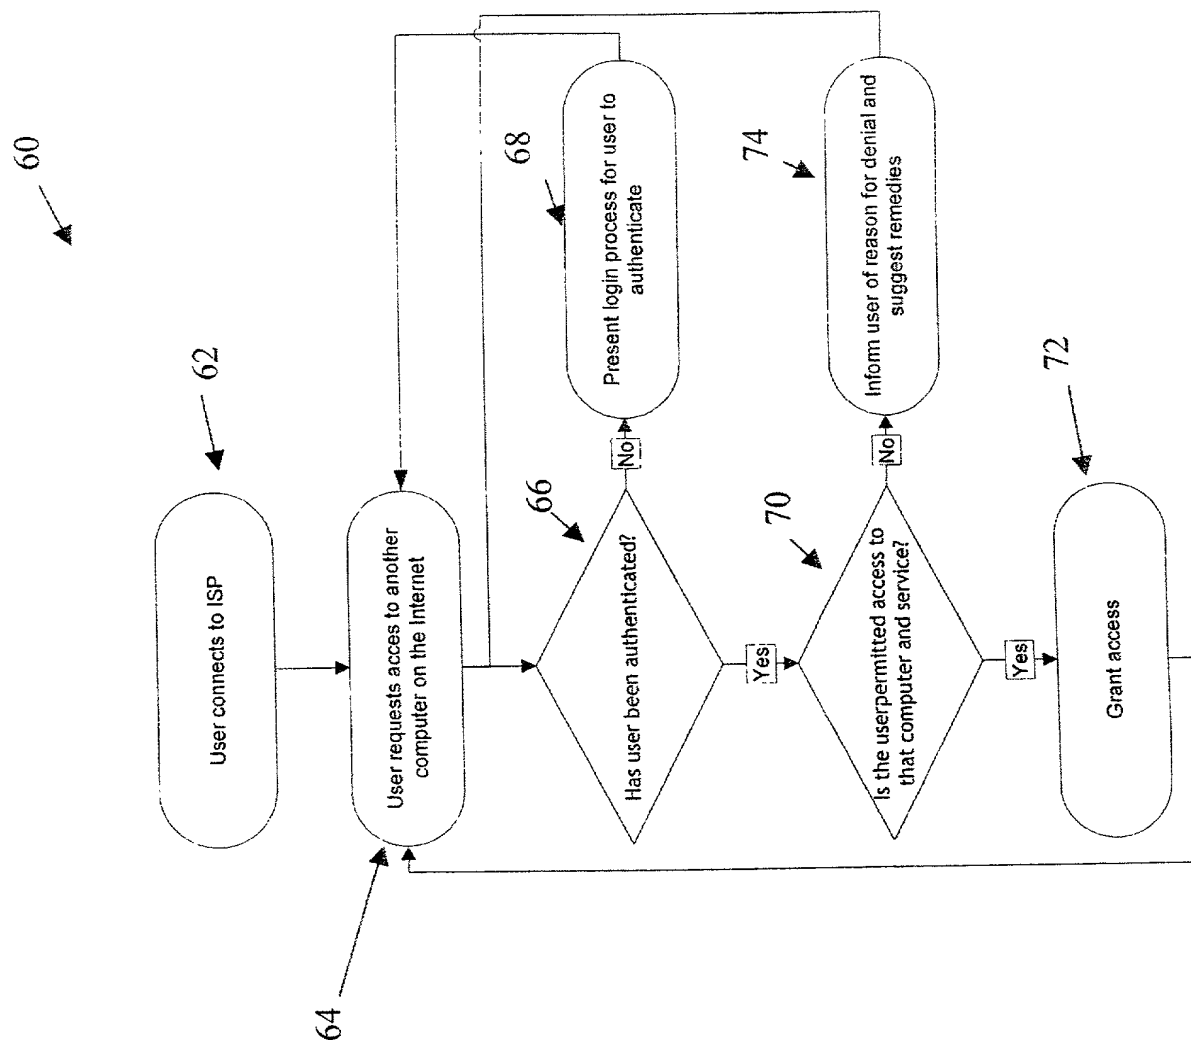 60
62
User connects to ISP
64
User requests acces to another
computer on the Internet
66
Has user been authenticated?
No
68
Present login process for user to
authenticate
Yes
70
Is the userpermitted access to
that computer and service?
No
74
Inform user of reason for denial and
suggest remedies
Yes
72
Grant access